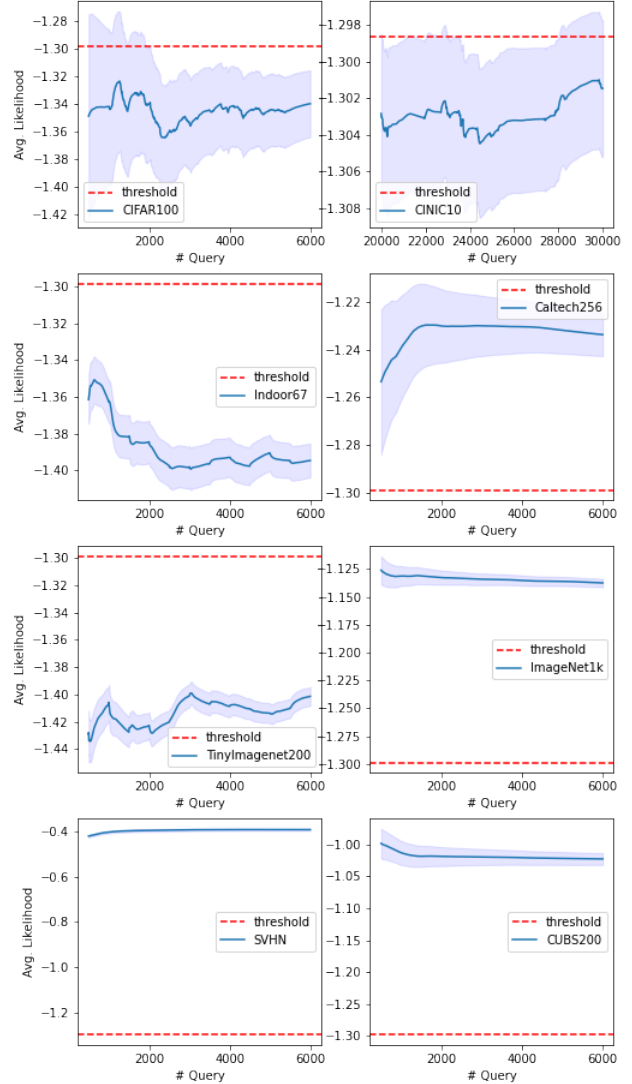 −1.28
−1.30
−1.32
−1.34
−1.36
−1.38
−1.40
−1.42
Avg. Likelihood
threshold
CIFAR100
2000 4000 6000
# Query
−1.298
−1.300
−1.302
−1.304
−1.306
−1.308
threshold
CINIC10
20000 22000 24000 26000 28000 30000
# Query
−1.30
−1.32
−1.34
−1.36
−1.38
−1.40
Avg. Likelihood
threshold
Indoor67
2000 4000 6000
# Query
−1.22
−1.24
−1.26
−1.28
−1.30
threshold
Caltech256
2000 4000 6000
# Query
−1.30
−1.32
−1.34
−1.36
−1.38
−1.40
−1.42
−1.44
Avg. Likelihood
threshold
TinyImagenet200
2000 4000 6000
# Query
−1.125
−1.150
−1.175
−1.200
−1.225
−1.250
−1.275
−1.300
threshold
ImageNet1k
2000 4000 6000
# Query
−0.4
−0.6
−0.8
−1.0
−1.2
Avg. Likelihood
threshold
SVHN
2000 4000 6000
# Query
−1.00
−1.05
−1.10
−1.15
−1.20
−1.25
−1.30
threshold
CUBS200
2000 4000 6000
# Query